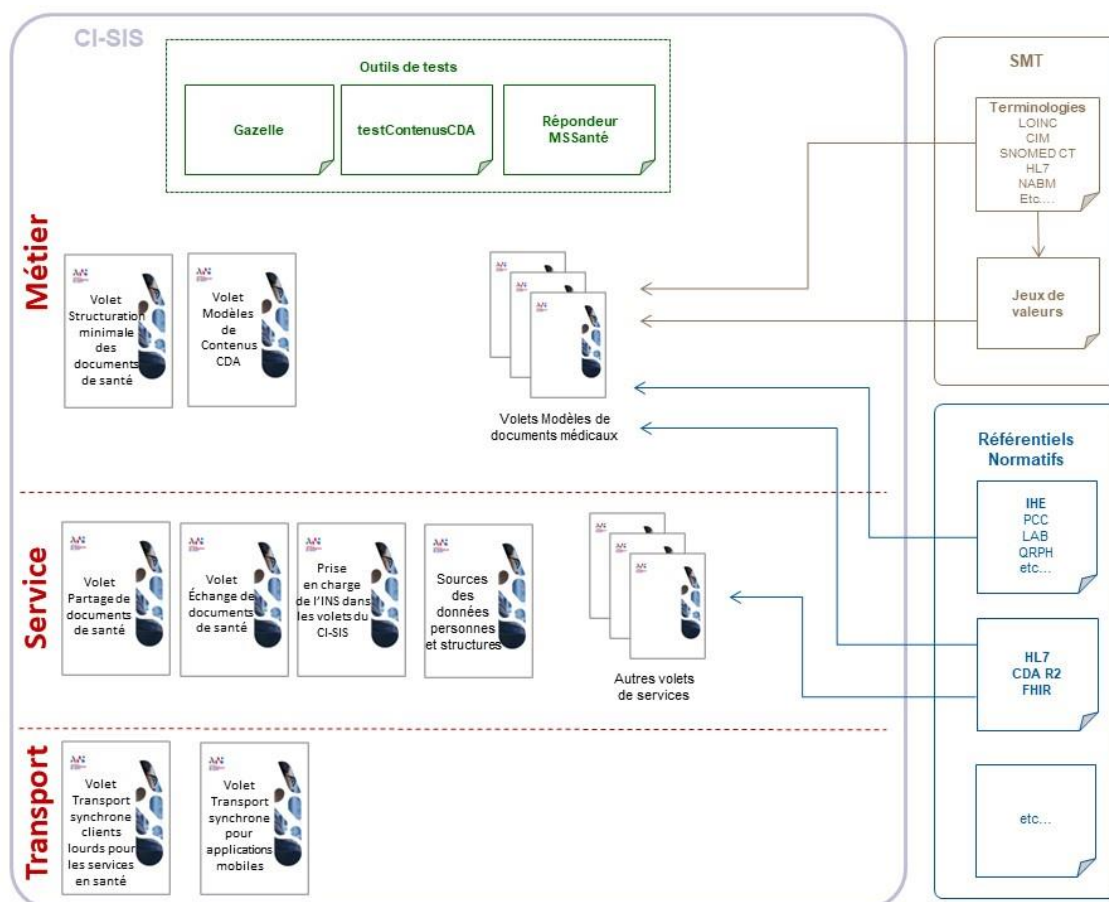 CI-SIS
Outils de tests
Gazelle
testContenusCDA
Répondeur
MSSanté
Métier
Volet
Structuration
minimale
des
documents
de santé
Volet
Modèles
de
Contenus
CDA
Volets Modèles de
documents médicaux
Service
Volet
Partage de
documents
de santé
Volet
Échange de
documents
de santé
Prise
en charge
de l'INS dans
les volets du
CI-SIS
Sources
des
données
personnes
et structures
Autres volets
de services
Transport
Volet
Transport
synchrone
clients
lourds pour
les services
en santé
Volet
Transport
synchrone
pour
applications
mobiles
SMT
Terminologies
LOINC
CIM
SNOMED CT
HL7
NABM
Etc....
Jeux de
valeurs
Référentiels
Normatifs
IHE
PCC
LAB
QRPH
etc...
HL7
CDA R2
FHIR
etc...